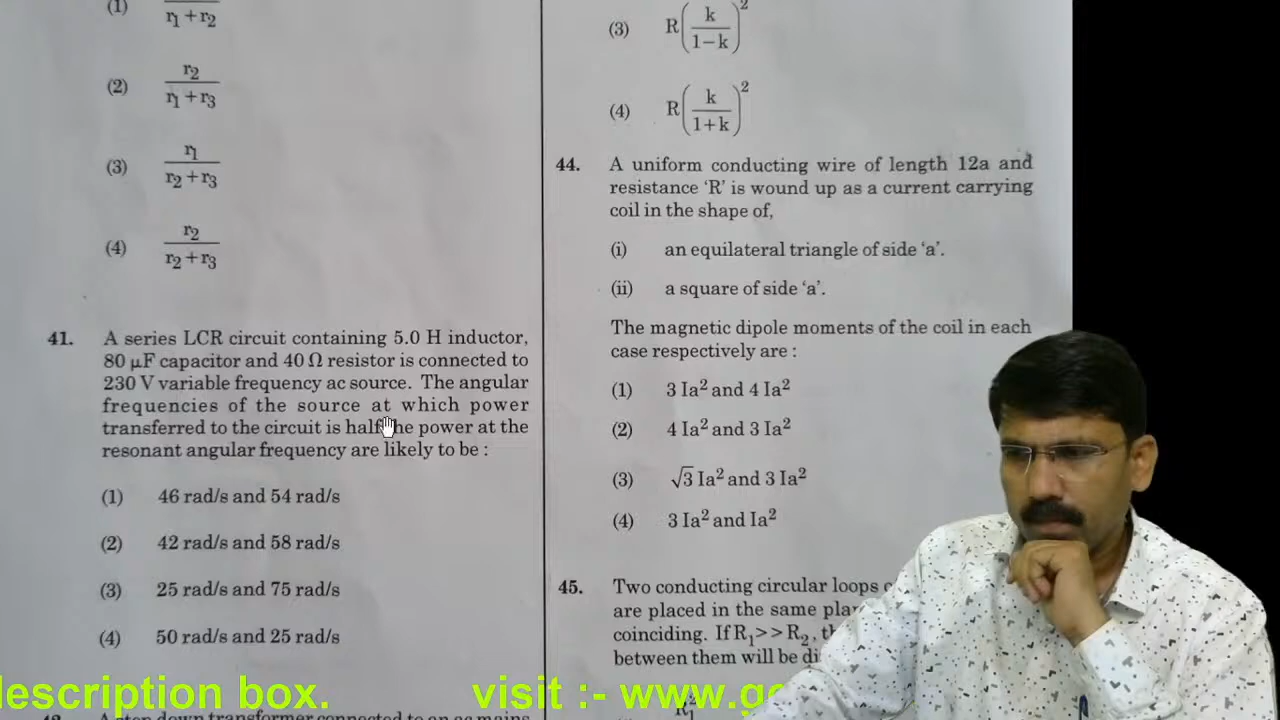 (1) r₁+r₂
(2) r₂ / r₁+r₃
(3) r₁ / r₂+r₃
(4) r₂ / r₂+r₃
41. A series LCR circuit containing 5.0 H inductor,
80 μF capacitor and 40 Ω resistor is connected to
230 V variable frequency ac source. The angular
frequencies of the source at which power
transferred to the circuit is half the power at the
resonant angular frequency are likely to be :
(1) 46 rad/s and 54 rad/s
(2) 42 rad/s and 58 rad/s
(3) 25 rad/s and 75 rad/s
(4) 50 rad/s and 25 rad/s
(3) R(k/1−k)²
(4) R(k/1+k)²
44. A uniform conducting wire of length 12a and
resistance ‘R’ is wound up as a current carrying
coil in the shape of,
(i) an equilateral triangle of side ‘a’.
(ii) a square of side ‘a’.
The magnetic dipole moments of the coil in each
case respectively are :
(1) 3 Ia² and 4 Ia²
(2) 4 Ia² and 3 Ia²
(3) √3 Ia² and 3 Ia²
(4) 3 Ia² and Ia²
45. Two conducting circular loops
are placed in the same
coinciding. If R₁>>R₂,
between them will be
R₁
description box. visit :- www.